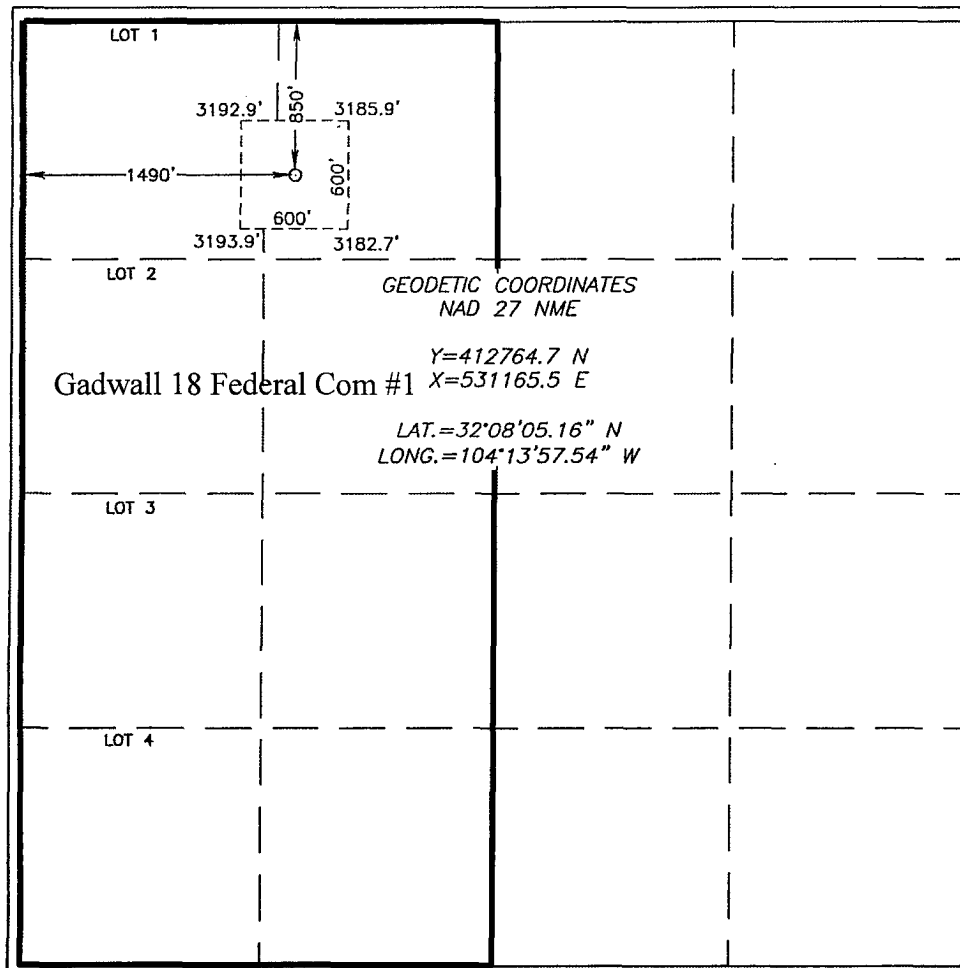 LOT 1
850'
3192.9' 3185.9'
1490'
600'
600'
3193.9' 3182.7'
LOT 2
GEODETIC COORDINATES
NAD 27 NME
Y=412764.7 N
Gadwall 18 Federal Com #1 X=531165.5 E
LAT.=32°08'05.16" N
LONG.=104°13'57.54" W
LOT 3
LOT 4